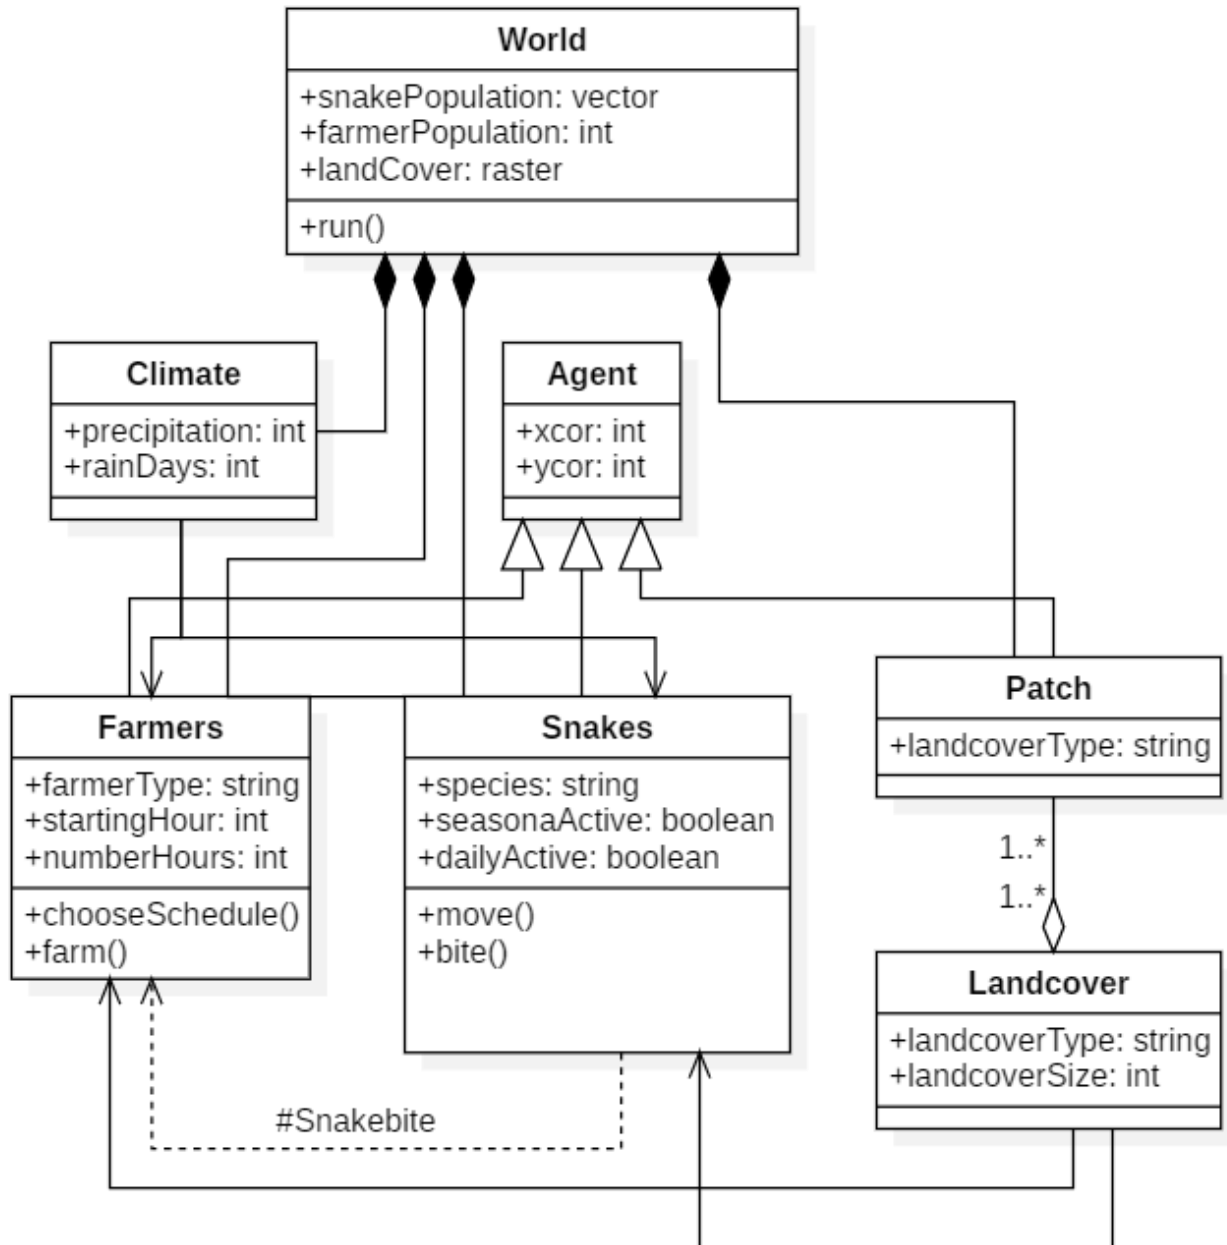 World
+snakePopulation: vector
+farmerPopulation: int
+landCover: raster
+run()
Climate
+precipitation: int
+rainDays: int
Agent
+xcor: int
+ycor: int
Farmers
+farmerType: string
+startingHour: int
+numberHours: int
+chooseSchedule()
+farm()
Snakes
+species: string
+seasonaActive: boolean
+dailyActive: boolean
+move()
+bite()
Patch
+landcoverType: string
1..*
1..*
Landcover
+landcoverType: string
+landcoverSize: int
#Snakebite